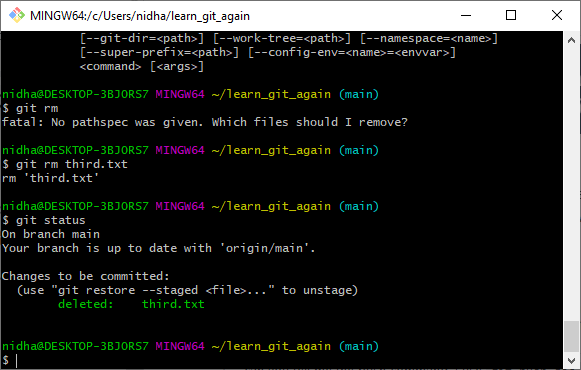 MINGW64:/c/Users/nidha/learn_git_again
[--git-dir=<path>] [--work-tree=<path>] [--namespace=<name>]
[--super-prefix=<path>] [--config-env=<name>=<envvar>]
<command> [<args>]
nidha@DESKTOP-3BJORS7 MINGW64 ~/learn_git_again (main)
$ git rm
fatal: No pathspec was given. Which files should I remove?
nidha@DESKTOP-3BJORS7 MINGW64 ~/learn_git_again (main)
$ git rm third.txt
rm 'third.txt'
nidha@DESKTOP-3BJORS7 MINGW64 ~/learn_git_again (main)
$ git status
On branch main
Your branch is up to date with 'origin/main'.
Changes to be committed:
(use "git restore --staged <file>..." to unstage)
deleted: third.txt
nidha@DESKTOP-3BJORS7 MINGW64 ~/learn_git_again (main)
$